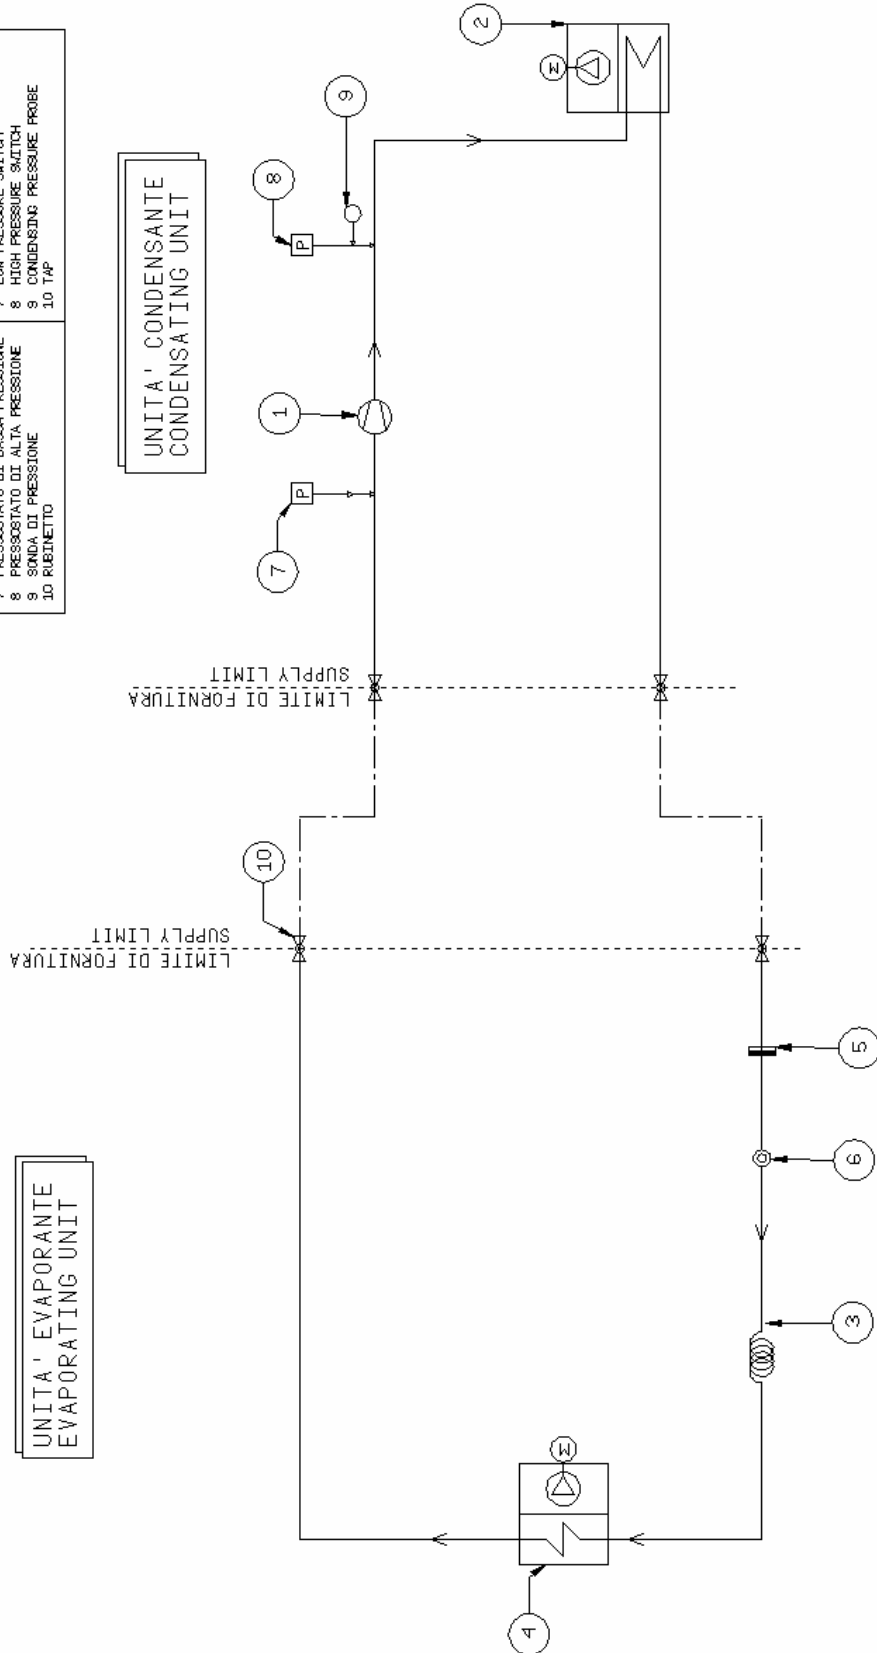 7 PRESSOSTATO DI BASSA PRESSIONE
8 PRESSOSTATO DI ALTA PRESSIONE
9 SONDA DI PRESSIONE
10 RUBINETTO
7 LOW PRESSURE SWITCH
8 HIGH PRESSURE SWITCH
9 CONDENSING PRESSURE PROBE
10 TAP
UNITA' EVAPORANTE
EVAPORATING UNIT
UNITA' CONDENSANTE
CONDENSATING UNIT
LIMITE DI FORNITURA
SUPPLY LIMIT
LIMITE DI FORNITURA
SUPPLY LIMIT
10
7
P
1
8
P
9
2
M
4
M
3
6
5